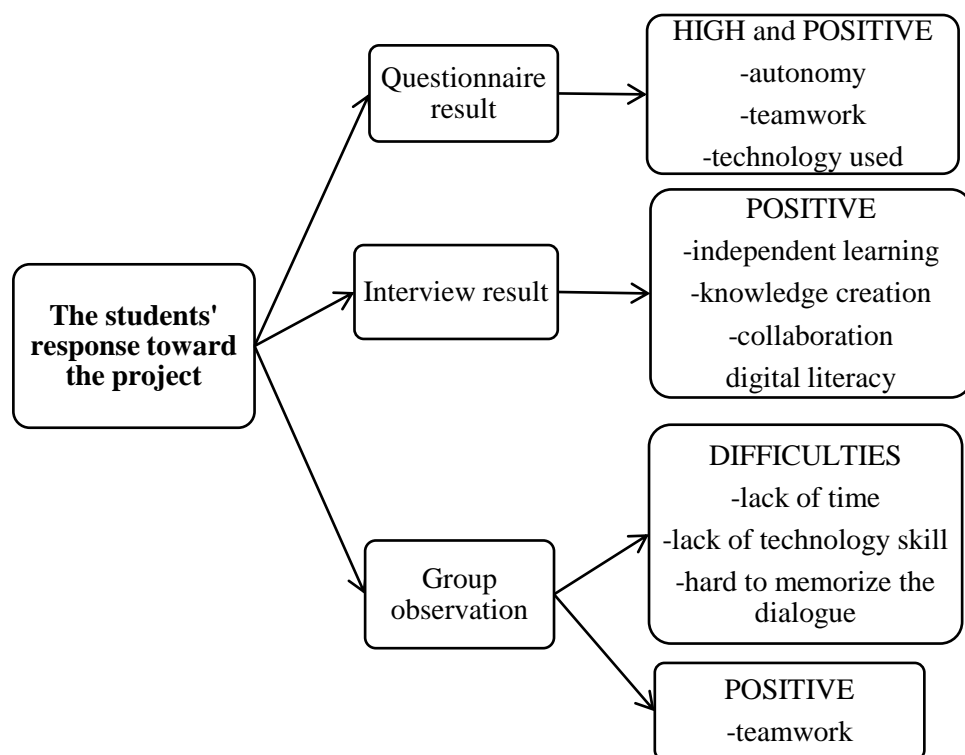 The students'
response toward
the project
Questionnaire
result
HIGH and POSITIVE
-autonomy
-teamwork
-technology used
Interview result
POSITIVE
-independent learning
-knowledge creation
-collaboration
digital literacy
Group
observation
DIFFICULTIES
-lack of time
-lack of technology skill
-hard to memorize the
dialogue
POSITIVE
-teamwork